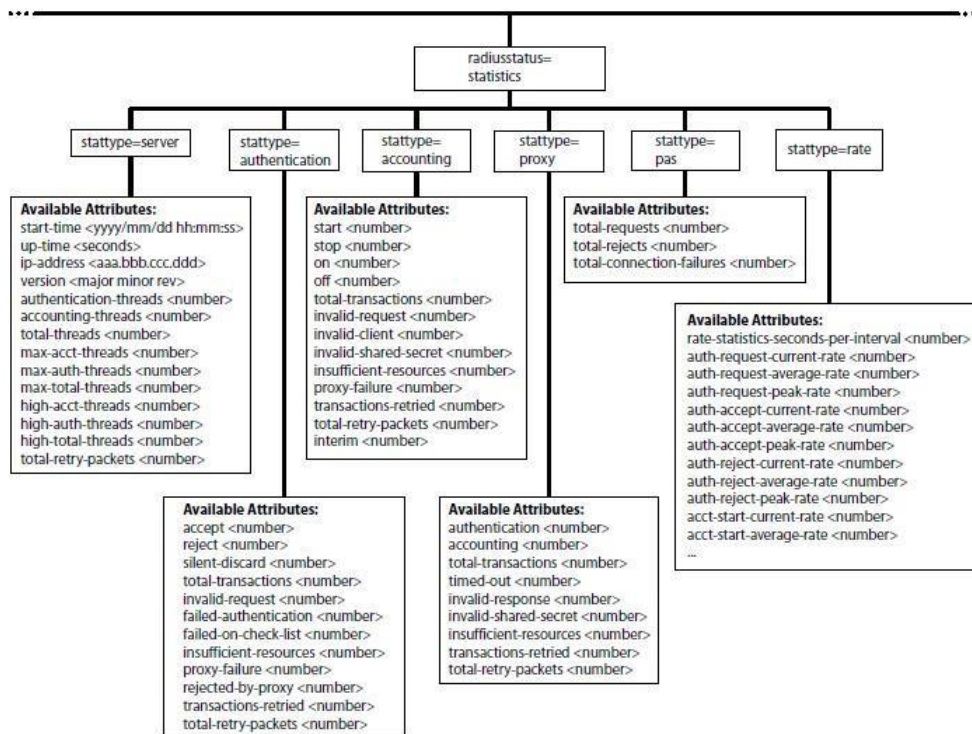 radiusstatus=
statistics
stattype=server
stattype=
authentication
stattype=
accounting
stattype=
proxy
stattype=
pas
stattype=rate
Available Attributes:
start-time <yyyy/mm/dd hh:mm:ss>
up-time <seconds>
ip-address <aaa.bbb.ccc.ddd>
version <major minor rev>
authentication-threads <number>
accounting-threads <number>
total-threads <number>
max-acct-threads <number>
max-auth-threads <number>
max-total-threads <number>
high-acct-threads <number>
high-auth-threads <number>
high-total-threads <number>
total-retry-packets <number>
Available Attributes:
start <number>
stop <number>
on <number>
off <number>
total-transactions <number>
invalid-request <number>
invalid-client <number>
invalid-shared-secret <number>
insufficient-resources <number>
proxy-failure <number>
transactions-retried <number>
total-retry-packets <number>
interim <number>
Available Attributes:
total-requests <number>
total-rejects <number>
total-connection-failures <number>
Available Attributes:
rate-statistics-seconds-per-interval <number>
auth-request-current-rate <number>
auth-request-average-rate <number>
auth-request-peak-rate <number>
auth-accept-current-rate <number>
auth-accept-average-rate <number>
auth-accept-peak-rate <number>
auth-reject-current-rate <number>
auth-reject-average-rate <number>
auth-reject-peak-rate <number>
acct-start-current-rate <number>
acct-start-average-rate <number>
...
Available Attributes:
accept <number>
reject <number>
silent-discard <number>
total-transactions <number>
invalid-request <number>
failed-authentication <number>
failed-on-check-list <number>
insufficient-resources <number>
proxy-failure <number>
rejected-by-proxy <number>
transactions-retried <number>
total-retry-packets <number>
Available Attributes:
authentication <number>
accounting <number>
total-transactions <number>
timed-out <number>
invalid-response <number>
invalid-shared-secret <number>
insufficient-resources <number>
transactions-retried <number>
total-retry-packets <number>